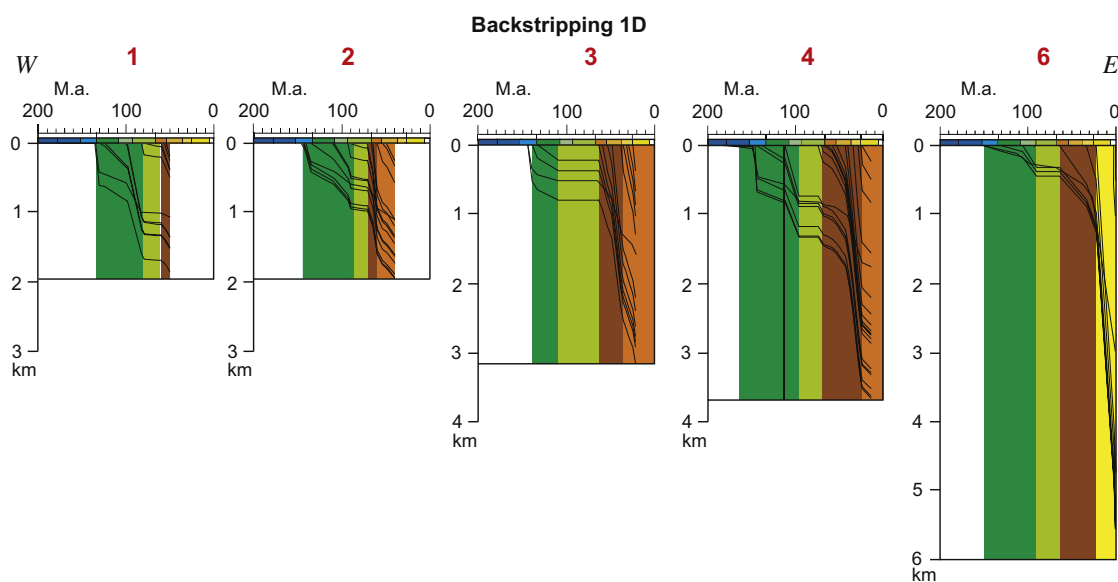 Backstripping 1D
W 1 2 3 4 6 E
M.a. M.a. M.a. M.a.
200 100 0 200 100 0 200 100 0 200 100 0 200 100 0
0 0 0 0 0
1 1 1 1 1
2 2 2 2 2
3 3 3 3 3
km km
4 4 4
km km
5
6
km